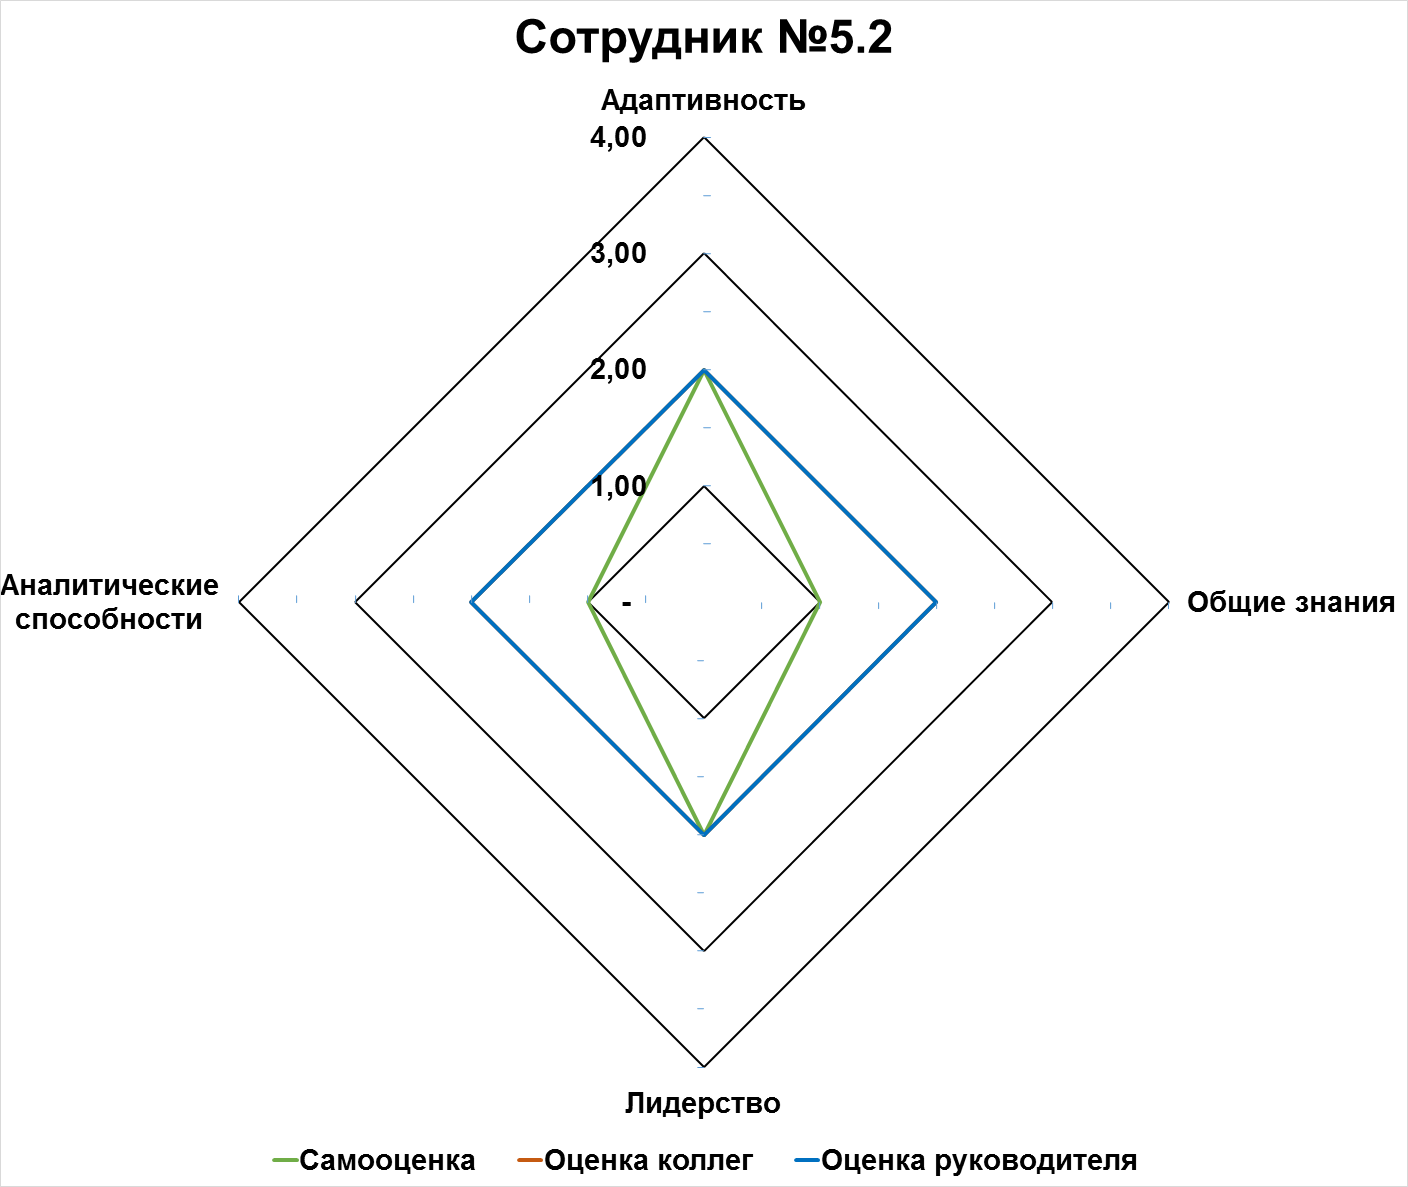 Сотрудник №5.2
Адаптивность
4,00
3,00
2,00
1,00
-
Аналитические
способности
Общие знания
Лидерство
Самооценка
Оценка коллег
Оценка руководителя